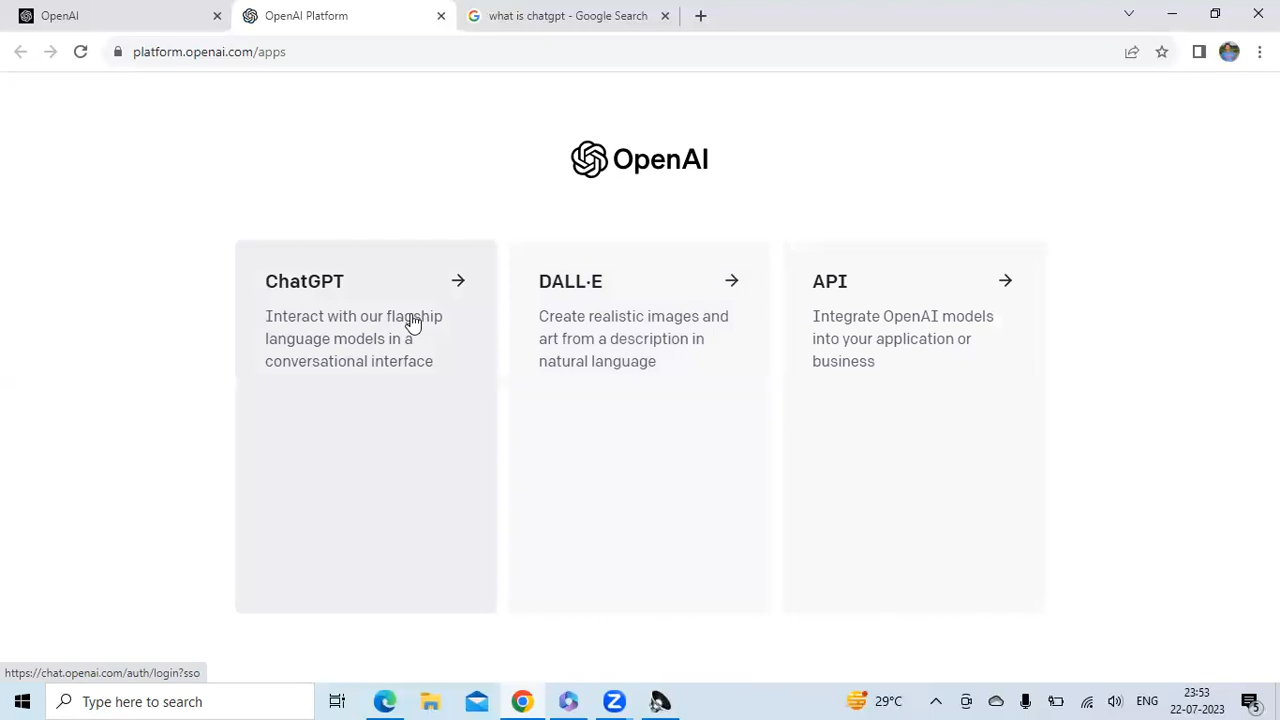 OpenAI
OpenAI Platform
what is chatgpt - Google Search
platform.openai.com/apps
OpenAI
ChatGPT
Interact with our flagship
language models in a
conversational interface
DALL·E
Create realistic images and
art from a description in
natural language
API
Integrate OpenAI models
into your application or
business
https://chat.openai.com/auth/login?sso
Type here to search
29°C
ENG
23:53
22-07-2023
5